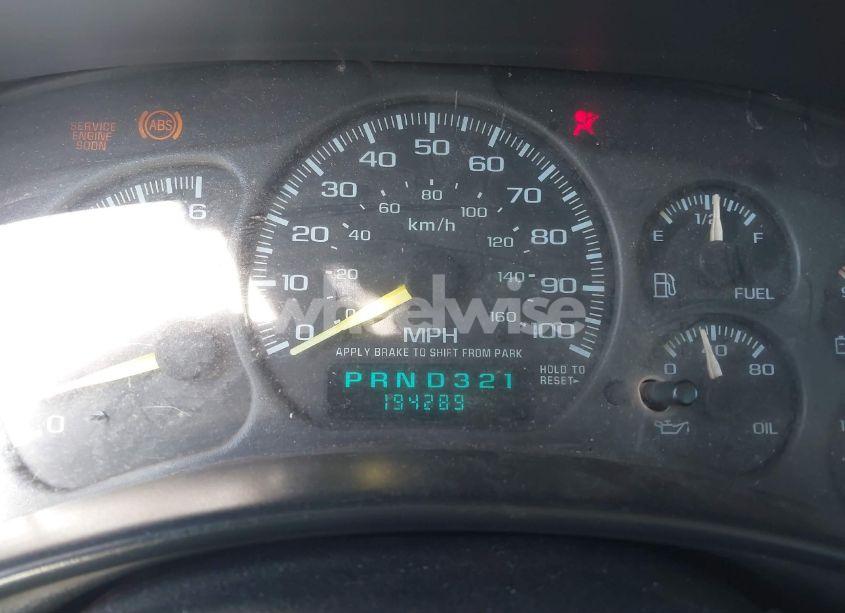 SERVICE
ENGINE
SOON
ABS
6
0
0 10 20 30 40 50 60 70 80 90 100
0 20 40 60 80 100 120 140 160
km/h
wheelwise
MPH
APPLY BRAKE TO SHIFT FROM PARK
PRND321
194289
HOLD TO
RESET
E 1/2 F
FUEL
0 80
OIL